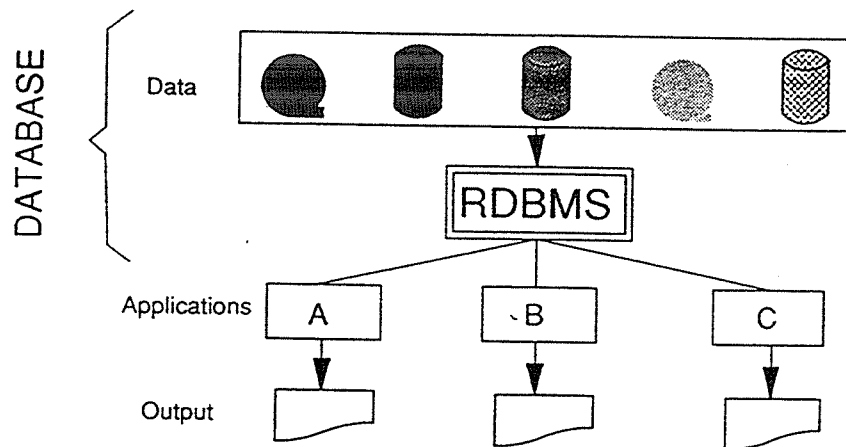 DATABASE
Data
RDBMS
Applications
A
B
C
Output